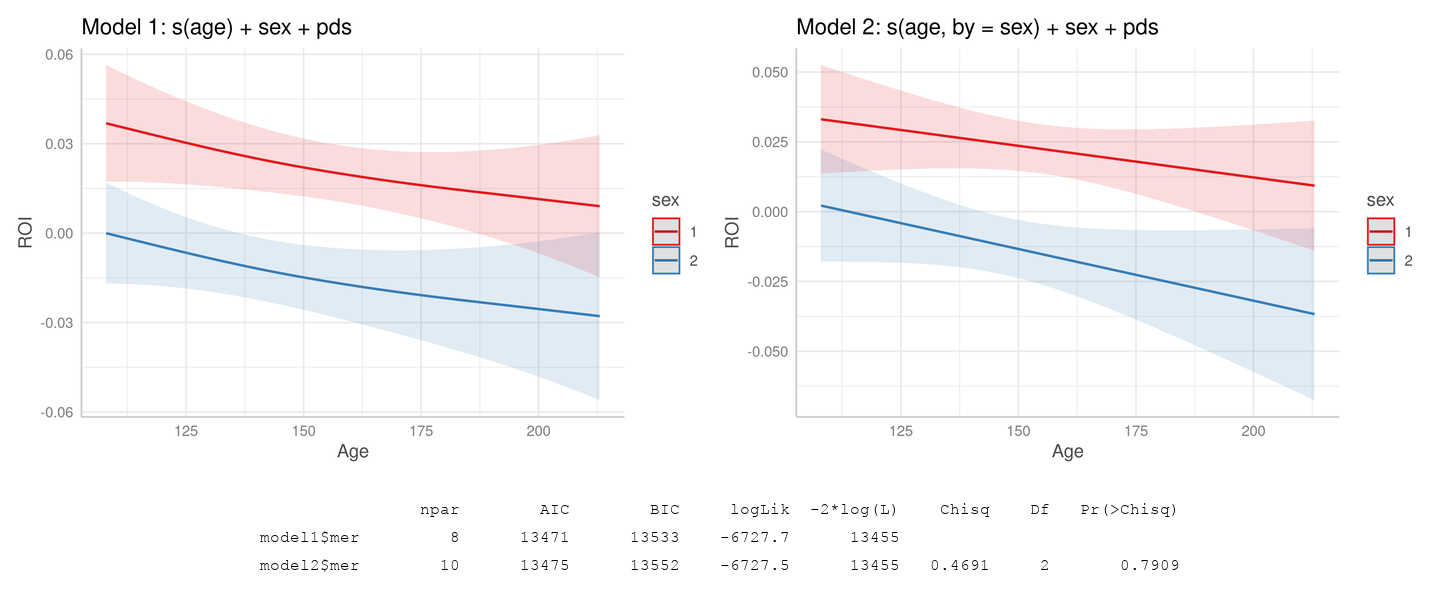 Model 1: s(age) + sex + pds
0.06
0.03
0.00
-0.03
-0.06
ROI
125 150 175 200
Age
sex
1
2
Model 2: s(age, by = sex) + sex + pds
0.050
0.025
0.000
-0.025
-0.050
ROI
125 150 175 200
Age
sex
1
2
npar AIC BIC logLik -2*log(L) Chisq Df Pr(>Chisq)
model1$mer 8 13471 13533 -6727.7 13455
model2$mer 10 13475 13552 -6727.5 13455 0.4691 2 0.7909